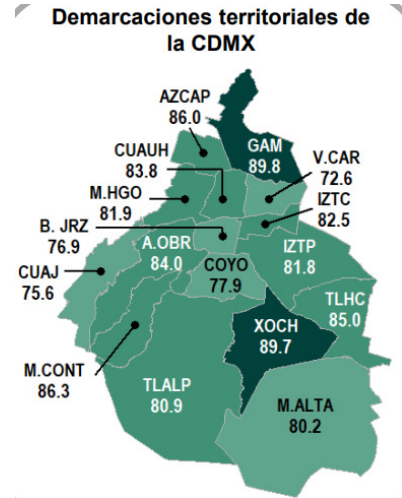 Demarcaciones territoriales de
la CDMX
AZCAP
86.0
GAM
89.8
CUAUH
83.8
V.CAR
72.6
M.HGO
81.9
IZTC
82.5
B. JRZ
76.9
A.OBR
84.0
IZTP
81.8
CUAJ
75.6
COYO
77.9
TLHC
85.0
XOCH
89.7
M.CONT
86.3
TLALP
80.9
M.ALTA
80.2